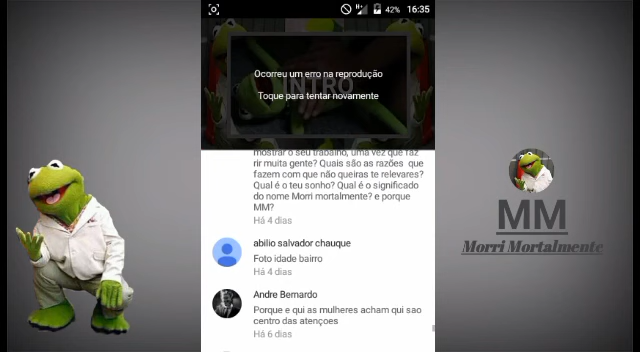 42% 16:35
Ocorreu um erro na reprodução
INTRO
Toque para tentar novamente
mostrar o seu trabalho, uma vez que faz
rir muita gente? Quais são as razões que
fazem com que não queiras te relevares?
Qual é o teu sonho? Qual é o significado
do nome Morri mortalmente? e porque
MM?
Há 4 dias
abilio salvador chauque
Foto idade bairro
Há 4 dias
Andre Bernardo
Porque e qui as mulheres acham qui sao
centro das atençoes
Há 6 dias
MM
Morri Mortalmente